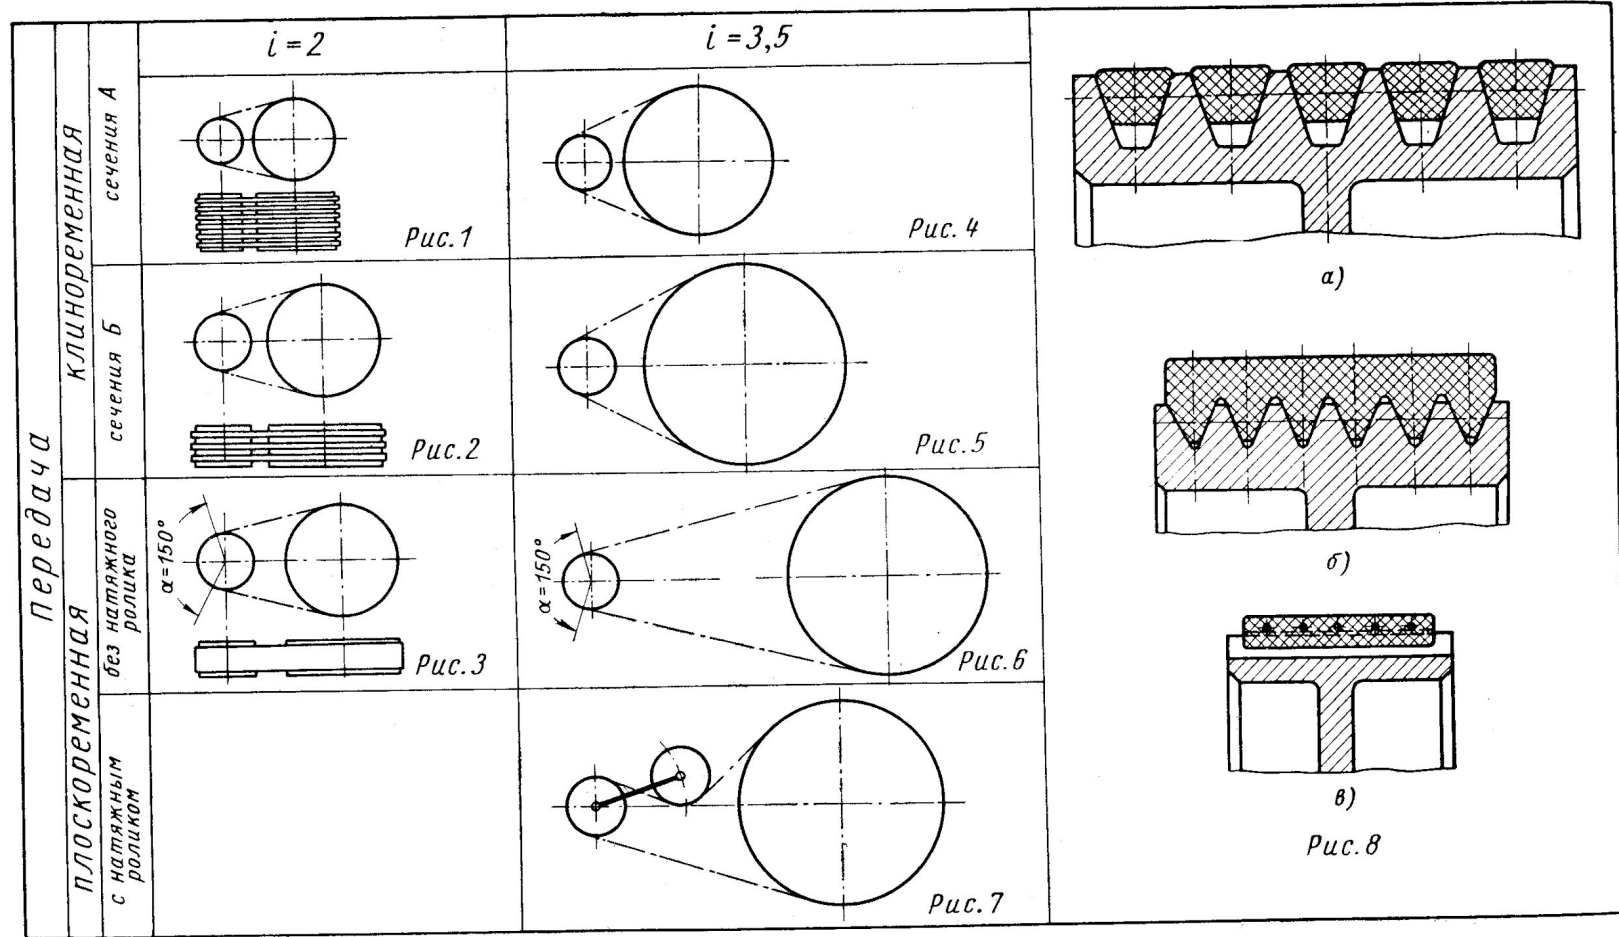 Передача
клиноременная
плоскоременная
сечения А
сечения Б
без натяжного
ролика
с натяжным
роликом
i = 2
i = 3,5
Рис. 1
Рис. 4
Рис. 2
Рис. 5
α=150°
Рис. 3
α=150°
Рис. 6
Рис. 7
а)
б)
в)
Рис. 8